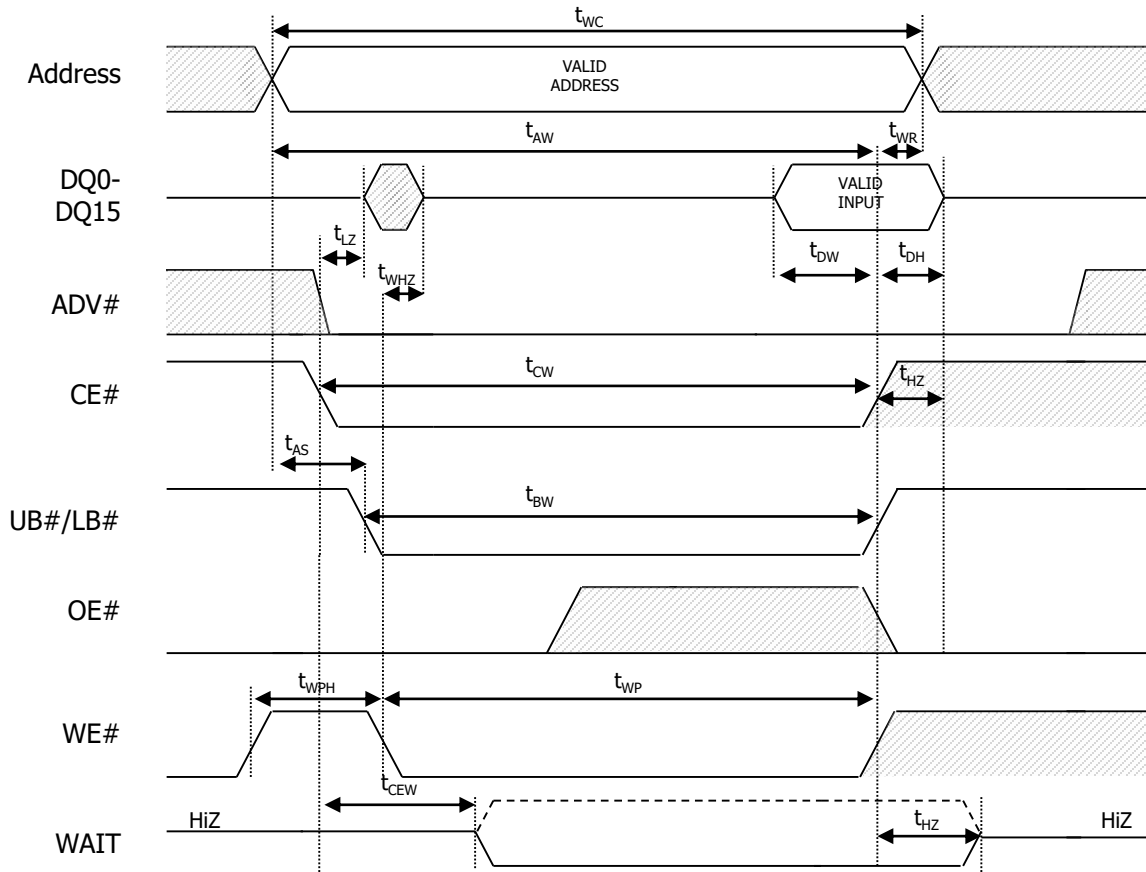 tWC
Address
VALID
ADDRESS
tAW
tWR
DQ0-
DQ15
VALID
INPUT
tLZ
tDW
tDH
tWHZ
ADV#
tCW
tHZ
CE#
tAS
tBW
UB#/LB#
OE#
tWPH
tWP
WE#
tCEW
HiZ
tHZ
HiZ
WAIT